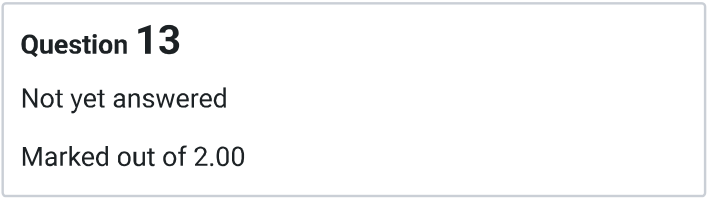 Question 13
Not yet answered
Marked out of 2.00